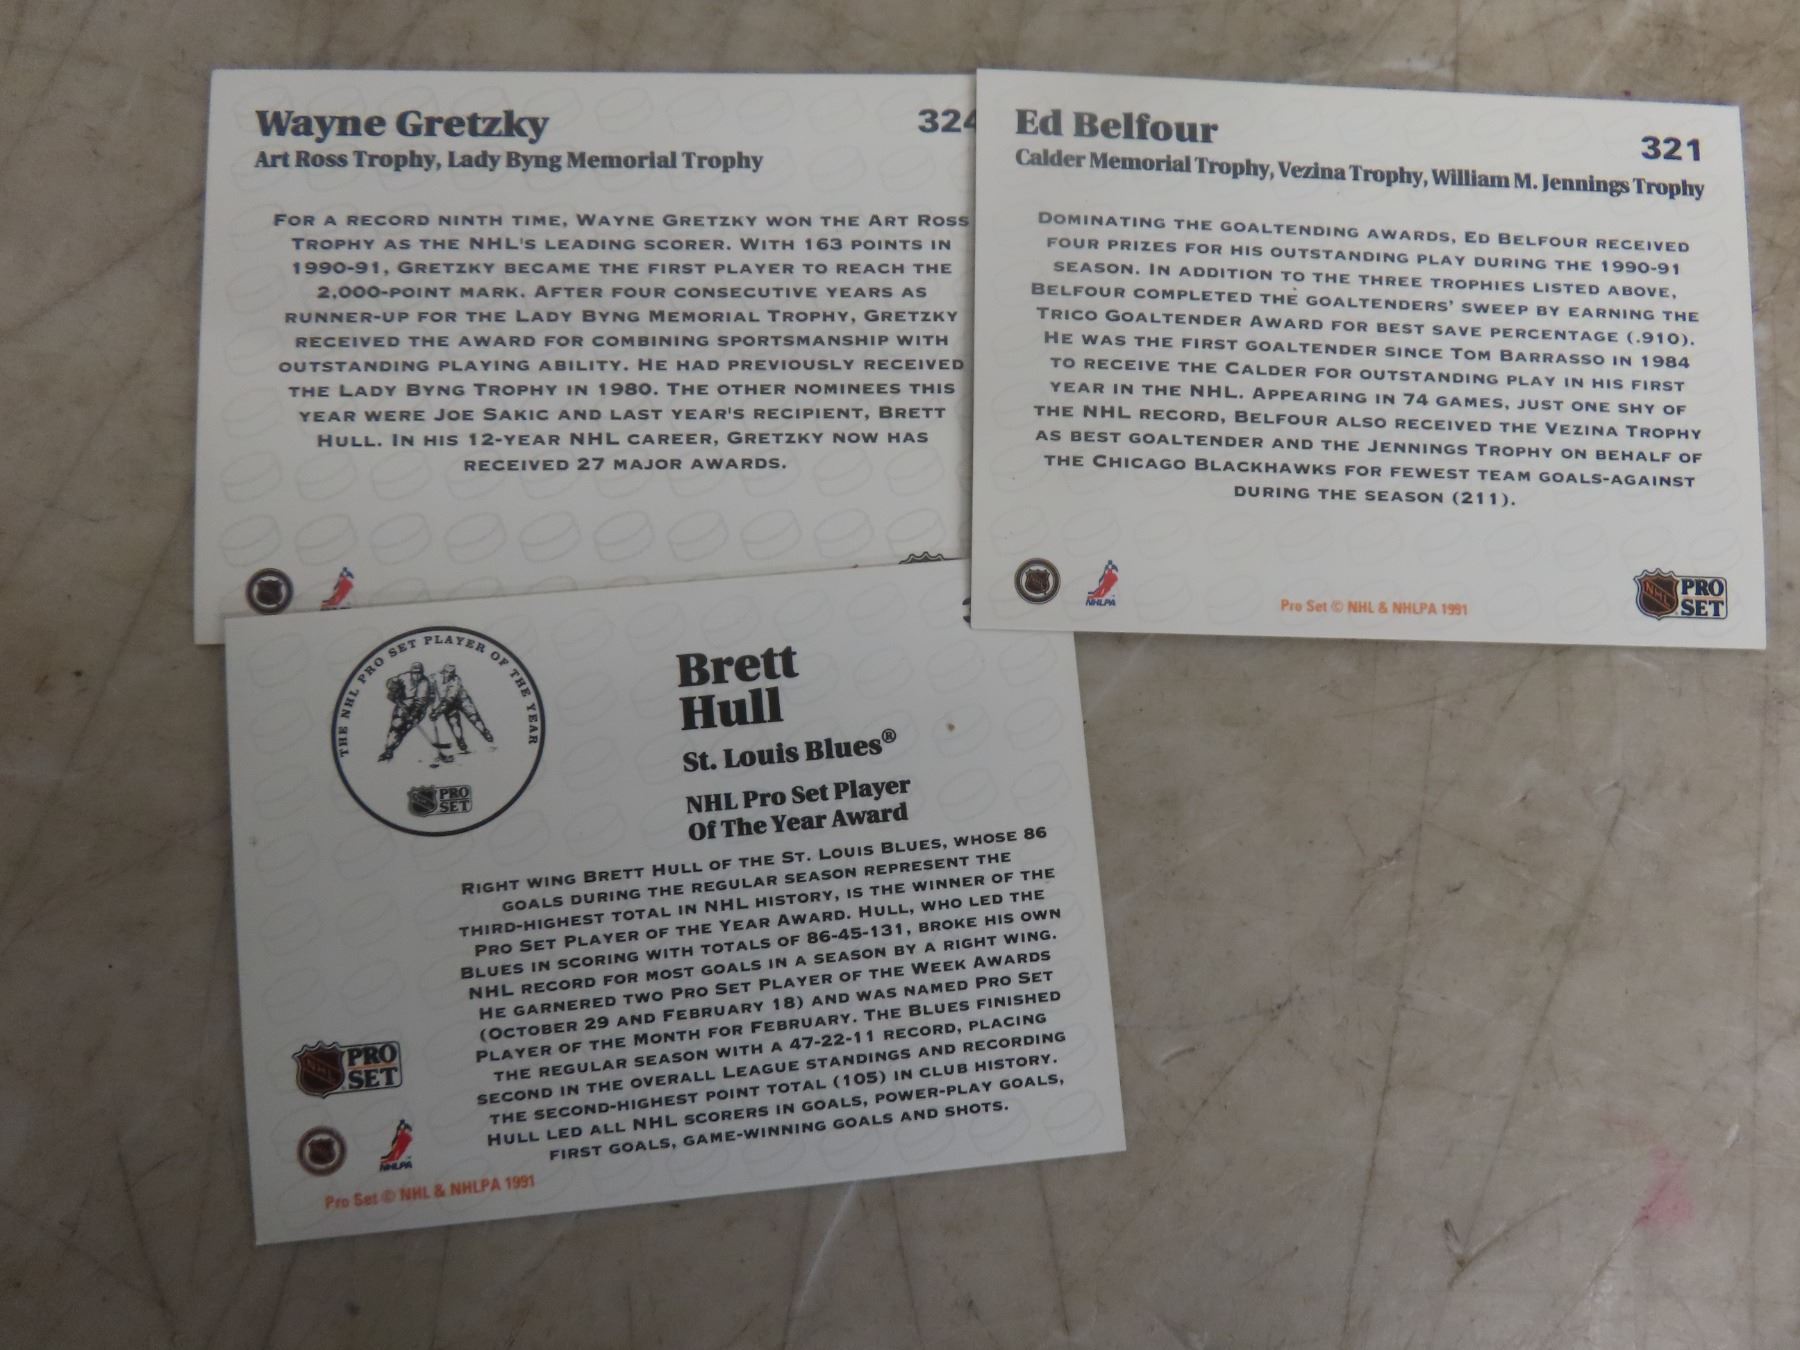 Wayne Gretzky
324
Art Ross Trophy, Lady Byng Memorial Trophy
FOR A RECORD NINTH TIME, WAYNE GRETZKY WON THE ART ROSS
TROPHY AS THE NHL'S LEADING SCORER. WITH 163 POINTS IN
1990-91, GRETZKY BECAME THE FIRST PLAYER TO REACH THE
2,000-POINT MARK. AFTER FOUR CONSECUTIVE YEARS AS
RUNNER-UP FOR THE LADY BYNG MEMORIAL TROPHY, GRETZKY
RECEIVED THE AWARD FOR COMBINING SPORTSMANSHIP WITH
OUTSTANDING PLAYING ABILITY. HE HAD PREVIOUSLY RECEIVED
THE LADY BYNG TROPHY IN 1980. THE OTHER NOMINEES THIS
YEAR WERE JOE SAKIC AND LAST YEAR'S RECIPIENT, BRETT
HULL. IN HIS 12-YEAR NHL CAREER, GRETZKY NOW HAS
RECEIVED 27 MAJOR AWARDS.
Ed Belfour
321
Calder Memorial Trophy, Vezina Trophy, William M. Jennings Trophy
DOMINATING THE GOALTENDING AWARDS, ED BELFOUR RECEIVED
FOUR PRIZES FOR HIS OUTSTANDING PLAY DURING THE 1990-91
SEASON. IN ADDITION TO THE THREE TROPHIES LISTED ABOVE,
BELFOUR COMPLETED THE GOALTENDERS' SWEEP BY EARNING THE
TRICO GOALTENDER AWARD FOR BEST SAVE PERCENTAGE (.910).
HE WAS THE FIRST GOALTENDER SINCE TOM BARRASSO IN 1984
TO RECEIVE THE CALDER FOR OUTSTANDING PLAY IN HIS FIRST
YEAR IN THE NHL. APPEARING IN 74 GAMES, JUST ONE SHY OF
THE NHL RECORD, BELFOUR ALSO RECEIVED THE VEZINA TROPHY
AS BEST GOALTENDER AND THE JENNINGS TROPHY ON BEHALF OF
THE CHICAGO BLACKHAWKS FOR FEWEST TEAM GOALS-AGAINST
DURING THE SEASON (211).
NHLPA
Pro Set © NHL & NHLPA 1991
NHL PRO SET
THE NHL PRO SET PLAYER OF THE YEAR
PRO SET
Brett
Hull
St. Louis Blues®
NHL Pro Set Player
Of The Year Award
RIGHT WING BRETT HULL OF THE ST. LOUIS BLUES, WHOSE 86
GOALS DURING THE REGULAR SEASON REPRESENT THE
THIRD-HIGHEST TOTAL IN NHL HISTORY, IS THE WINNER OF THE
PRO SET PLAYER OF THE YEAR AWARD. HULL, WHO LED THE
BLUES IN SCORING WITH TOTALS OF 86-45-131, BROKE HIS OWN
NHL RECORD FOR MOST GOALS IN A SEASON BY A RIGHT WING.
HE GARNERED TWO PRO SET PLAYER OF THE WEEK AWARDS
(OCTOBER 29 AND FEBRUARY 18) AND WAS NAMED PRO SET
PLAYER OF THE MONTH FOR FEBRUARY. THE BLUES FINISHED
THE REGULAR SEASON WITH A 47-22-11 RECORD, PLACING
SECOND IN THE OVERALL LEAGUE STANDINGS AND RECORDING
THE SECOND-HIGHEST POINT TOTAL (105) IN CLUB HISTORY.
HULL LED ALL NHL SCORERS IN GOALS, POWER-PLAY GOALS,
FIRST GOALS, GAME-WINNING GOALS AND SHOTS.
NHL PRO SET
NHLPA
Pro Set © NHL & NHLPA 1991